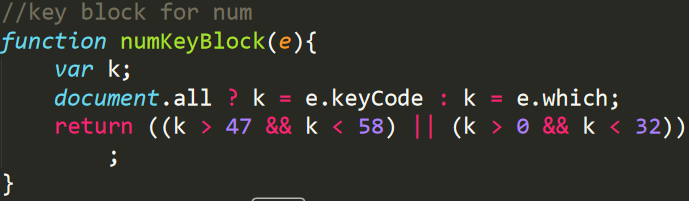 //key block for num
function numKeyBlock(e){
var k;
document.all ? k = e.keyCode : k = e.which;
return ((k > 47 && k < 58) || (k > 0 && k < 32))
;
}